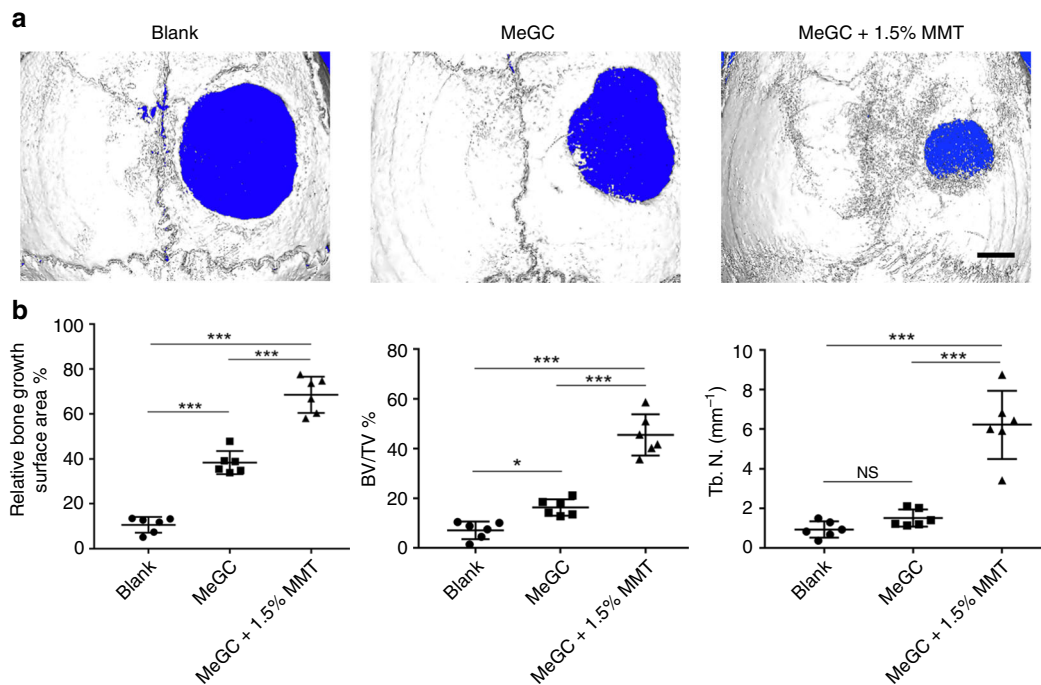 a
Blank
MeGC
MeGC + 1.5% MMT
b
Relative bone growth
surface area %
100
80
60
40
20
0
***
***
***
Blank
MeGC
MeGC + 1.5% MMT
BV/TV %
80
60
40
20
0
***
***
*
Blank
MeGC
MeGC + 1.5% MMT
Tb. N. (mm⁻¹)
10
8
6
4
2
0
***
***
NS
Blank
MeGC
MeGC + 1.5% MMT